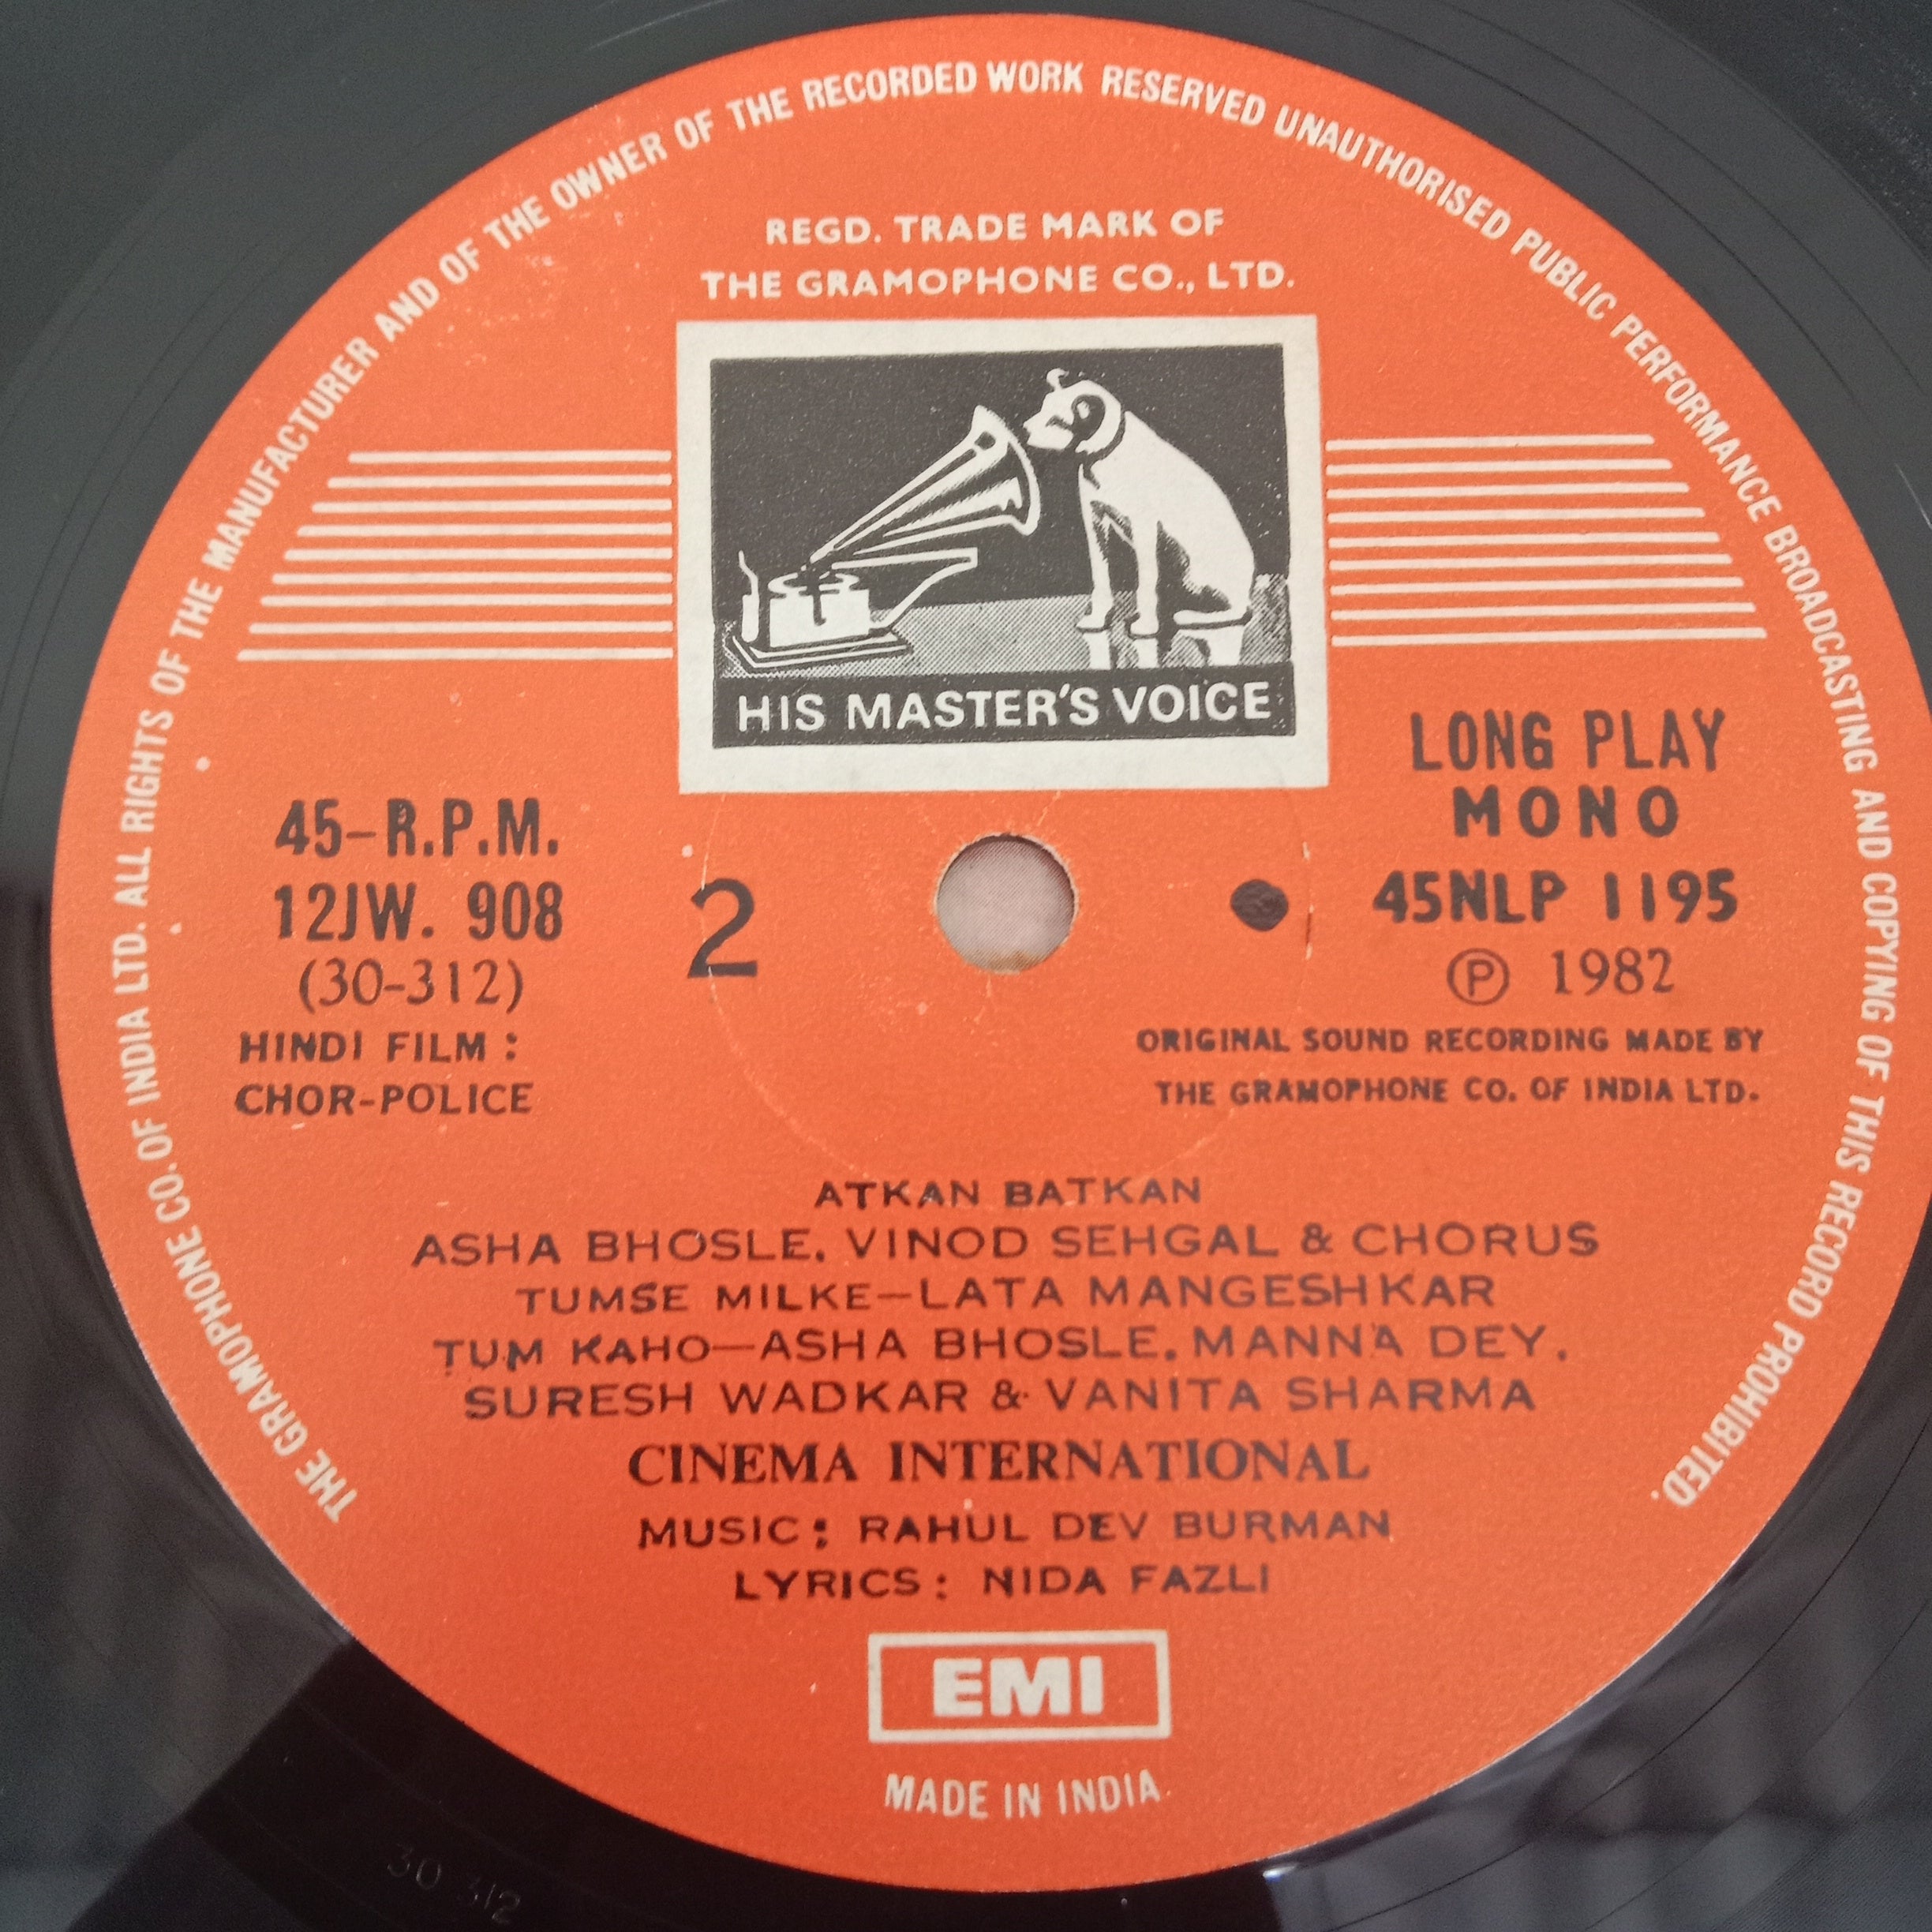 THE GRAMOPHONE CO. OF INDIA LTD. ALL RIGHTS OF THE MANUFACTURER AND OF THE OWNER OF THE RECORDED WORK RESERVED UNAUTHORISED PUBLIC PERFORMANCE BROADCASTING AND COPYING OF THIS RECORD PROHIBITED.
REGD. TRADE MARK OF
THE GRAMOPHONE CO., LTD.
HIS MASTER'S VOICE
45-R.P.M.
12JW. 908
(30-312)
HINDI FILM :
CHOR-POLICE
2
LONG PLAY
MONO
45NLP 1195
Ⓟ 1982
ORIGINAL SOUND RECORDING MADE BY
THE GRAMOPHONE CO. OF INDIA LTD.
ATKAN BATKAN
ASHA BHOSLE, VINOD SEHGAL & CHORUS
TUMSE MILKE—LATA MANGESHKAR
TUM KAHO—ASHA BHOSLE, MANNA DEY,
SURESH WADKAR & VANITA SHARMA
CINEMA INTERNATIONAL
MUSIC : RAHUL DEV BURMAN
LYRICS : NIDA FAZLI
EMI
MADE IN INDIA
30 312